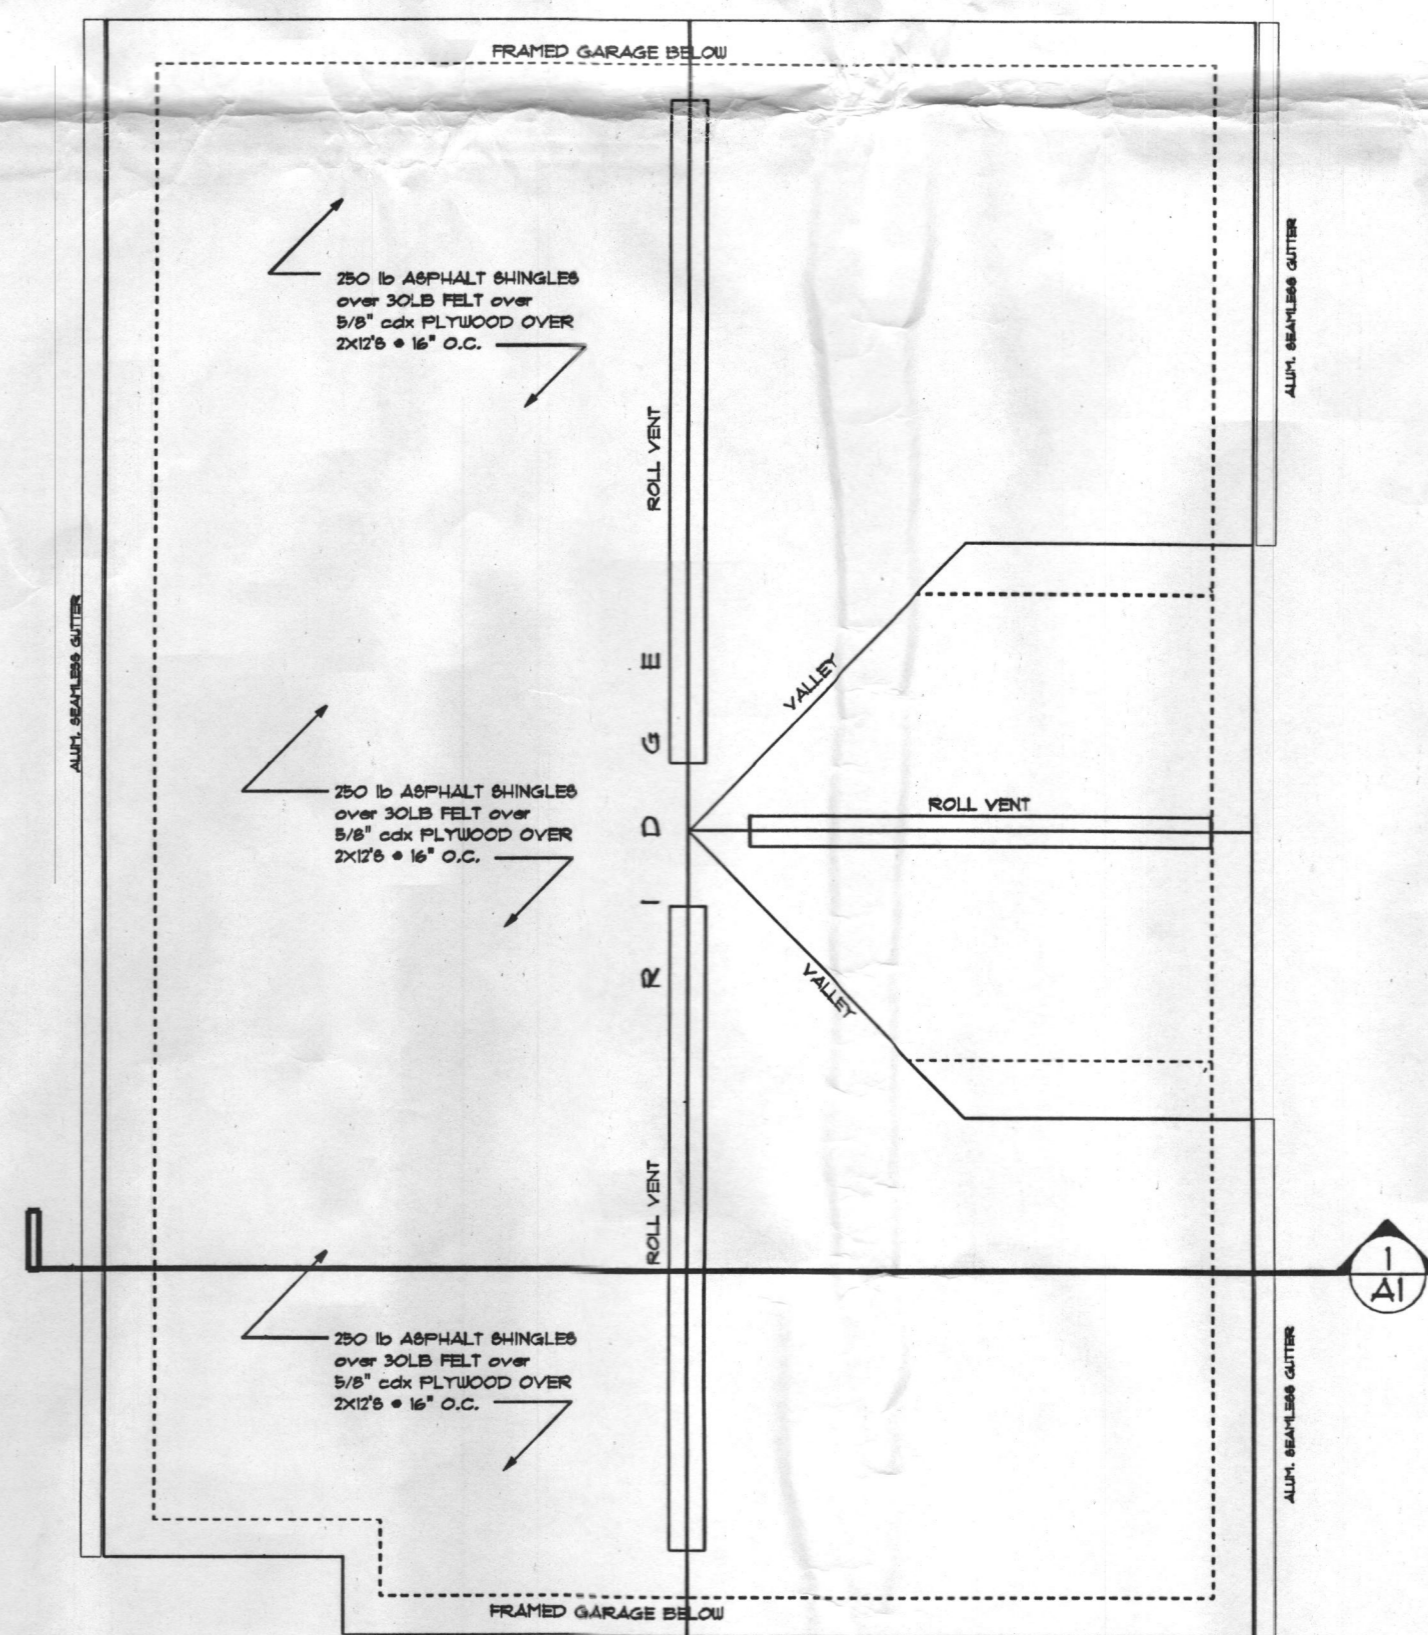 FRAMED GARAGE BELOW
250 lb ASPHALT SHINGLES
over 30LB FELT over
5/8" cdx PLYWOOD OVER
2X12'S @ 16" O.C.
ALUM. SEAMLESS GUTTER
ROLL VENT
ALUM. SEAMLESS GUTTER
VALLEY
RIDGE
250 lb ASPHALT SHINGLES
over 30LB FELT over
5/8" cdx PLYWOOD OVER
2X12'S @ 16" O.C.
ROLL VENT
VALLEY
ROLL VENT
1
A1
250 lb ASPHALT SHINGLES
over 30LB FELT over
5/8" cdx PLYWOOD OVER
2X12'S @ 16" O.C.
ALUM. SEAMLESS GUTTER
FRAMED GARAGE BELOW